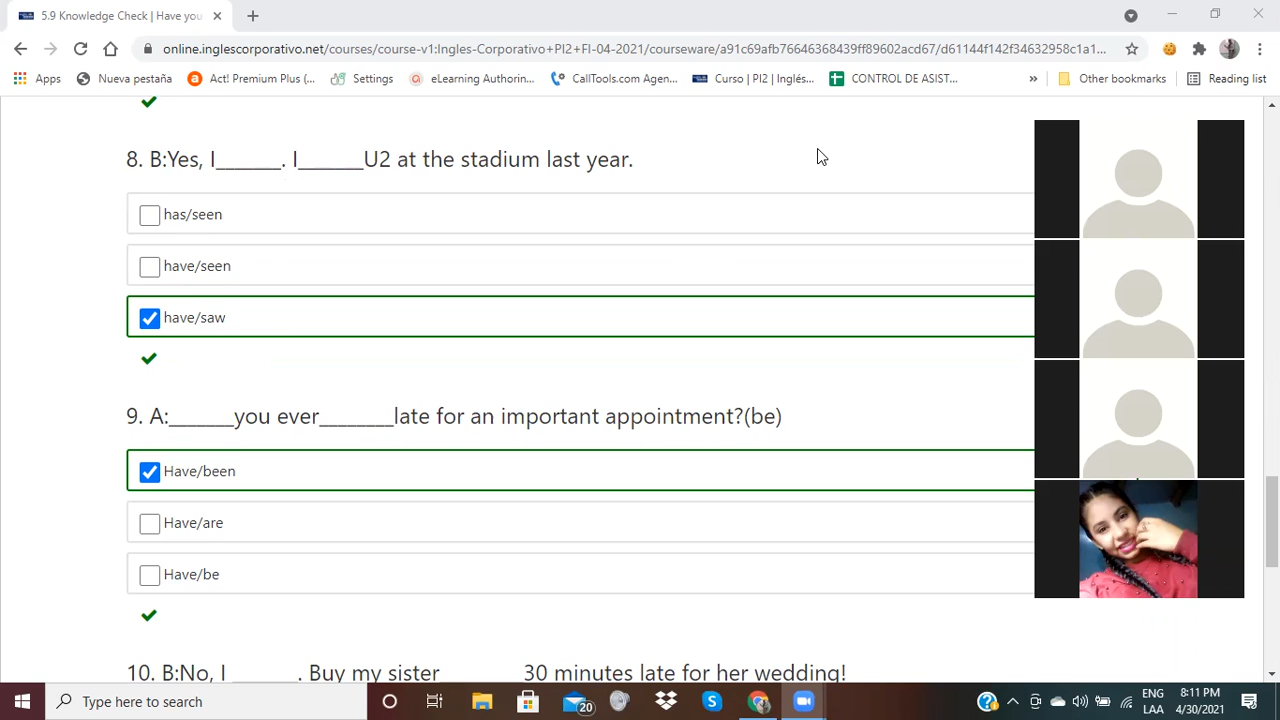 5.9 Knowledge Check | Have you
online.inglescorporativo.net/courses/course-v1:Ingles-Corporativo+PI2+FI-04-2021/courseware/a91c69afb76646368439ff89602acd67/d61144f142f34632958c1a1...
Apps Nueva pestaña Act! Premium Plus (... Settings eLearning Authorin... CallTools.com Agen... Curso | PI2 | Inglés... CONTROL DE ASIST... » Other bookmarks Reading list
8. B:Yes, I_______. I_______U2 at the stadium last year.
has/seen
have/seen
have/saw
9. A:_______you ever________late for an important appointment?(be)
Have/been
Have/are
Have/be
10. B:No, I _______. Buy my sister _________ 30 minutes late for her wedding!
Type here to search
20
ENG 8:11 PM
LAA 4/30/2021